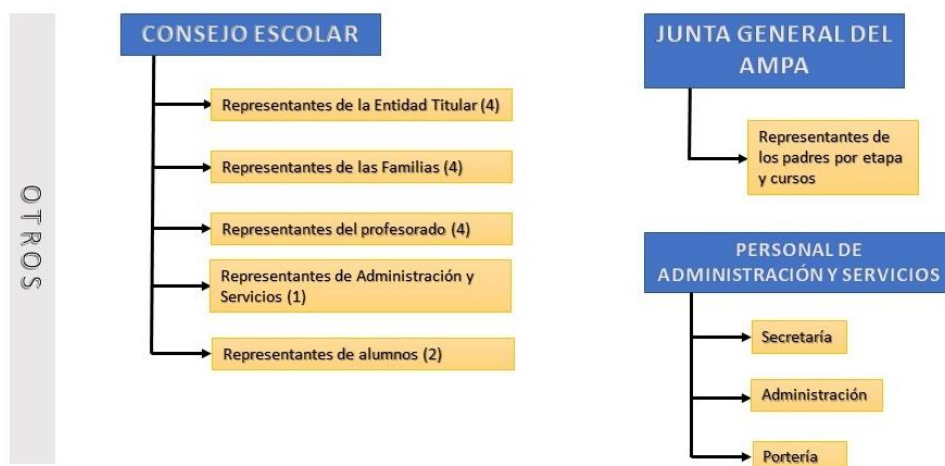 OTROS
CONSEJO ESCOLAR
Representantes de la Entidad Titular (4)
Representantes de las Familias (4)
Representantes del profesorado (4)
Representantes de Administración y
Servicios (1)
Representantes de alumnos (2)
JUNTA GENERAL DEL
AMPA
Representantes de
los padres por etapa
y cursos
PERSONAL DE
ADMINISTRACIÓN Y SERVICIOS
Secretaría
Administración
Portería